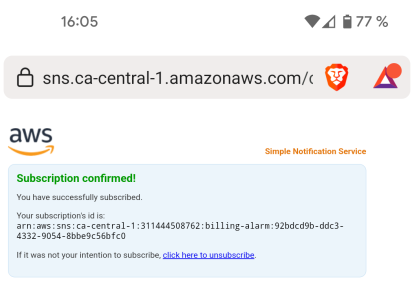 16:05
77 %
sns.ca-central-1.amazonaws.com/c
aws
Simple Notification Service
Subscription confirmed!
You have successfully subscribed.
Your subscription's id is:
arn:aws:sns:ca-central-1:311444508762:billing-alarm:92bdcd9b-ddc3-
4332-9054-8bbe9c56bfc0
If it was not your intention to subscribe, click here to unsubscribe.